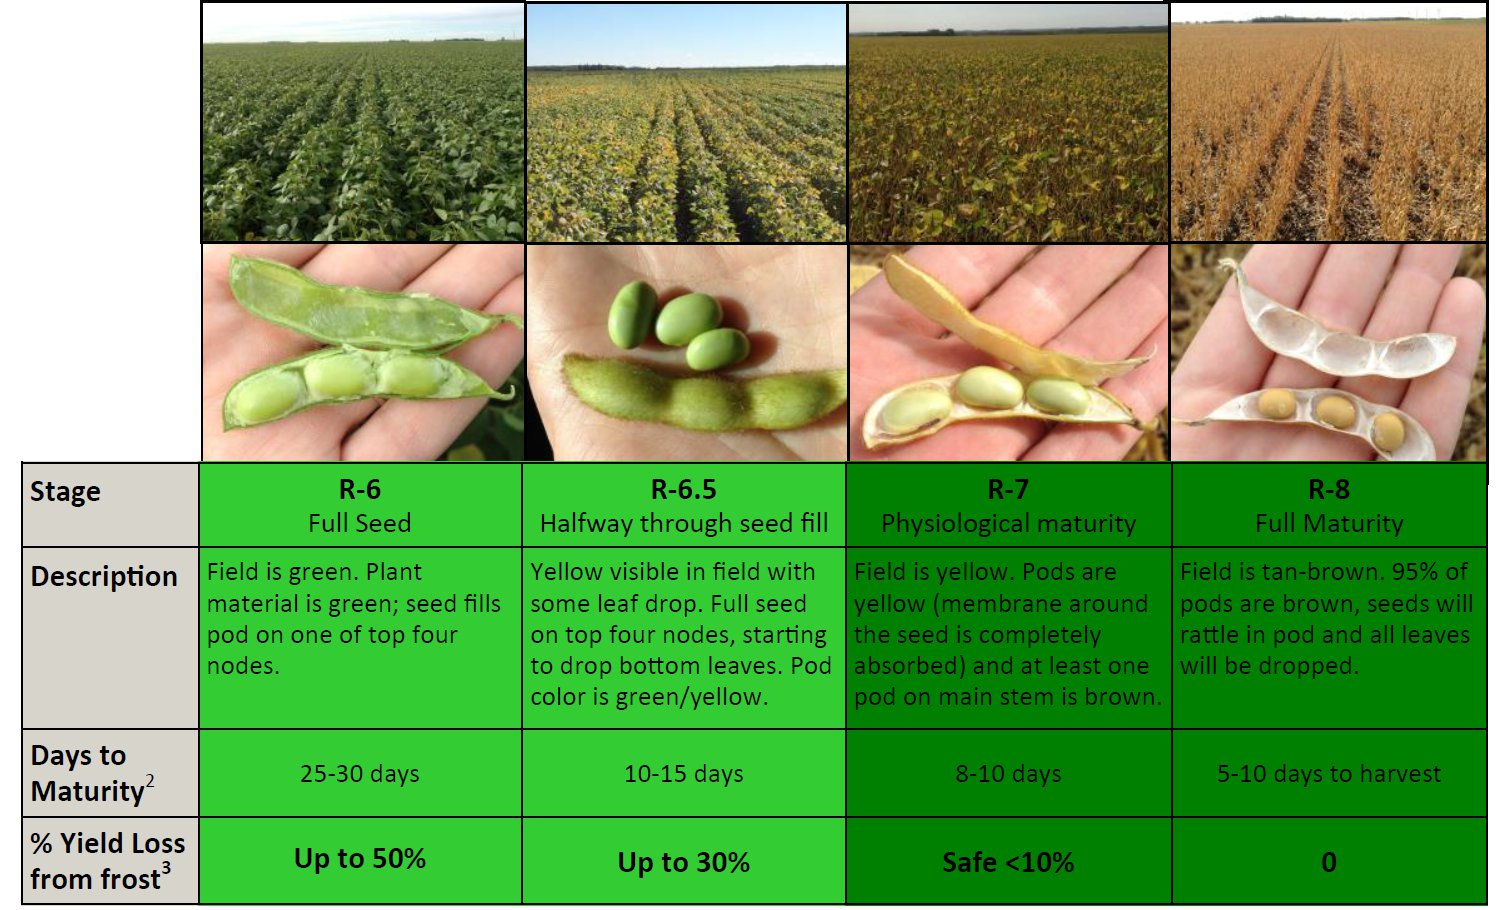 Stage
R-6
Full Seed
R-6.5
Halfway through seed fill
R-7
Physiological maturity
R-8
Full Maturity
Description
Field is green. Plant
material is green; seed fills
pod on one of top four
nodes.
Yellow visible in field with
some leaf drop. Full seed
on top four nodes, starting
to drop bottom leaves. Pod
color is green/yellow.
Field is yellow. Pods are
yellow (membrane around
the seed is completely
absorbed) and at least one
pod on main stem is brown.
Field is tan-brown. 95% of
pods are brown, seeds will
rattle in pod and all leaves
will be dropped.
Days to
Maturity2
25-30 days
10-15 days
8-10 days
5-10 days to harvest
% Yield Loss
from frost3
Up to 50%
Up to 30%
Safe <10%
0